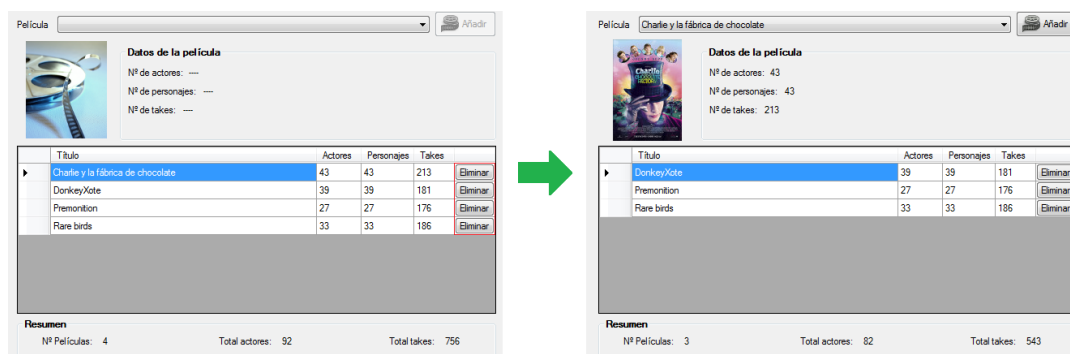 Película Añadir
Datos de la película
Nº de actores: ---
Nº de personajes: ---
Nº de takes: ---
Título Actores Personajes Takes
Charlie y la fábrica de chocolate 43 43 213 Eliminar
DonkeyXote 39 39 181 Eliminar
Premonition 27 27 176 Eliminar
Rare birds 33 33 186 Eliminar
Resumen
Nº Películas: 4 Total actores: 92 Total takes: 756
Película Charlie y la fábrica de chocolate Añadir
Charlie
Datos de la película
Nº de actores: 43
Nº de personajes: 43
Nº de takes: 213
Título Actores Personajes Takes
DonkeyXote 39 39 181 Eliminar
Premonition 27 27 176 Eliminar
Rare birds 33 33 186 Eliminar
Resumen
Nº Películas: 3 Total actores: 82 Total takes: 543